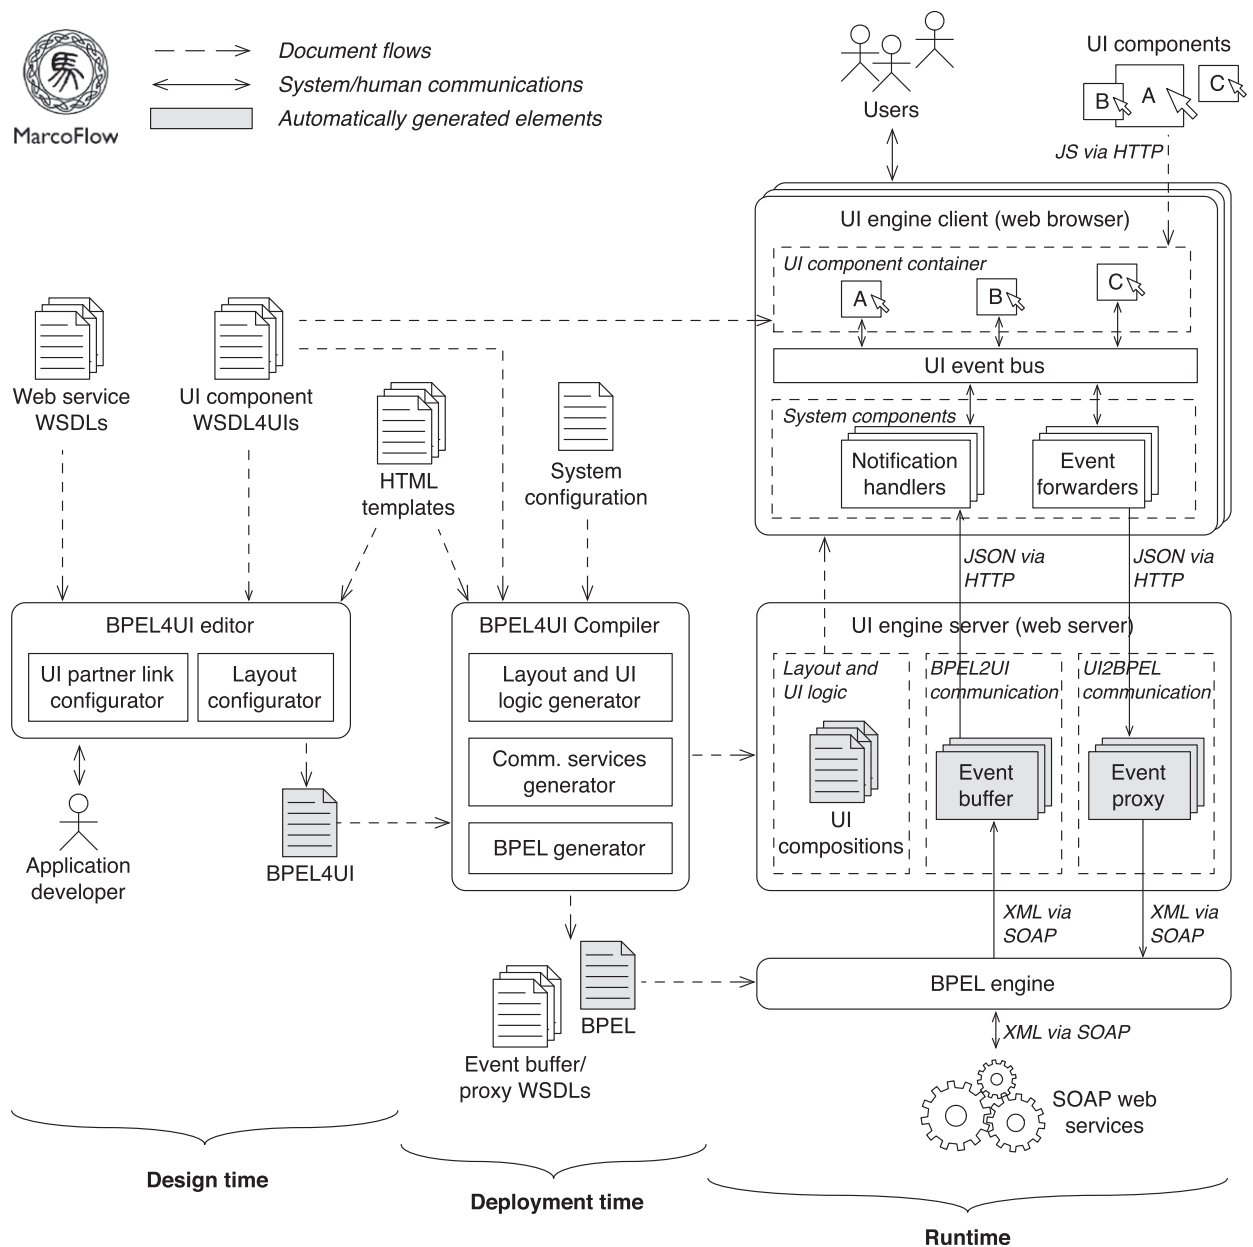 馬
MarcoFlow
Document flows
System/human communications
Automatically generated elements
Users
UI components
B
A
C
JS via HTTP
UI engine client (web browser)
UI component container
A
B
C
UI event bus
System components
Notification
handlers
Event
forwarders
JSON via
HTTP
JSON via
HTTP
Web service
WSDLs
UI component
WSDL4UIs
HTML
templates
System
configuration
BPEL4UI editor
UI partner link
configurator
Layout
configurator
Application
developer
BPEL4UI
BPEL4UI Compiler
Layout and UI
logic generator
Comm. services
generator
BPEL generator
BPEL
Event buffer/
proxy WSDLs
UI engine server (web server)
Layout and
UI logic
UI
compositions
BPEL2UI
communication
Event
buffer
UI2BPEL
communication
Event
proxy
XML via
SOAP
XML via
SOAP
BPEL engine
XML via SOAP
SOAP web
services
Design time
Deployment time
Runtime